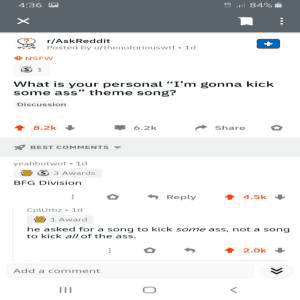 4:36 84%
r/AskReddit
Posted by u/thenotoriouswtf • 1d
NSFW
1
What is your personal "I'm gonna kick
some ass" theme song?
Discussion
8.2k 6.2k Share
BEST COMMENTS
yeahbutwot • 1d
3 Awards
BFG Division
Reply 4.5k
CplUrbz • 1d
1 Award
he asked for a song to kick some ass, not a song
to kick all of the ass.
2.0k
Add a comment